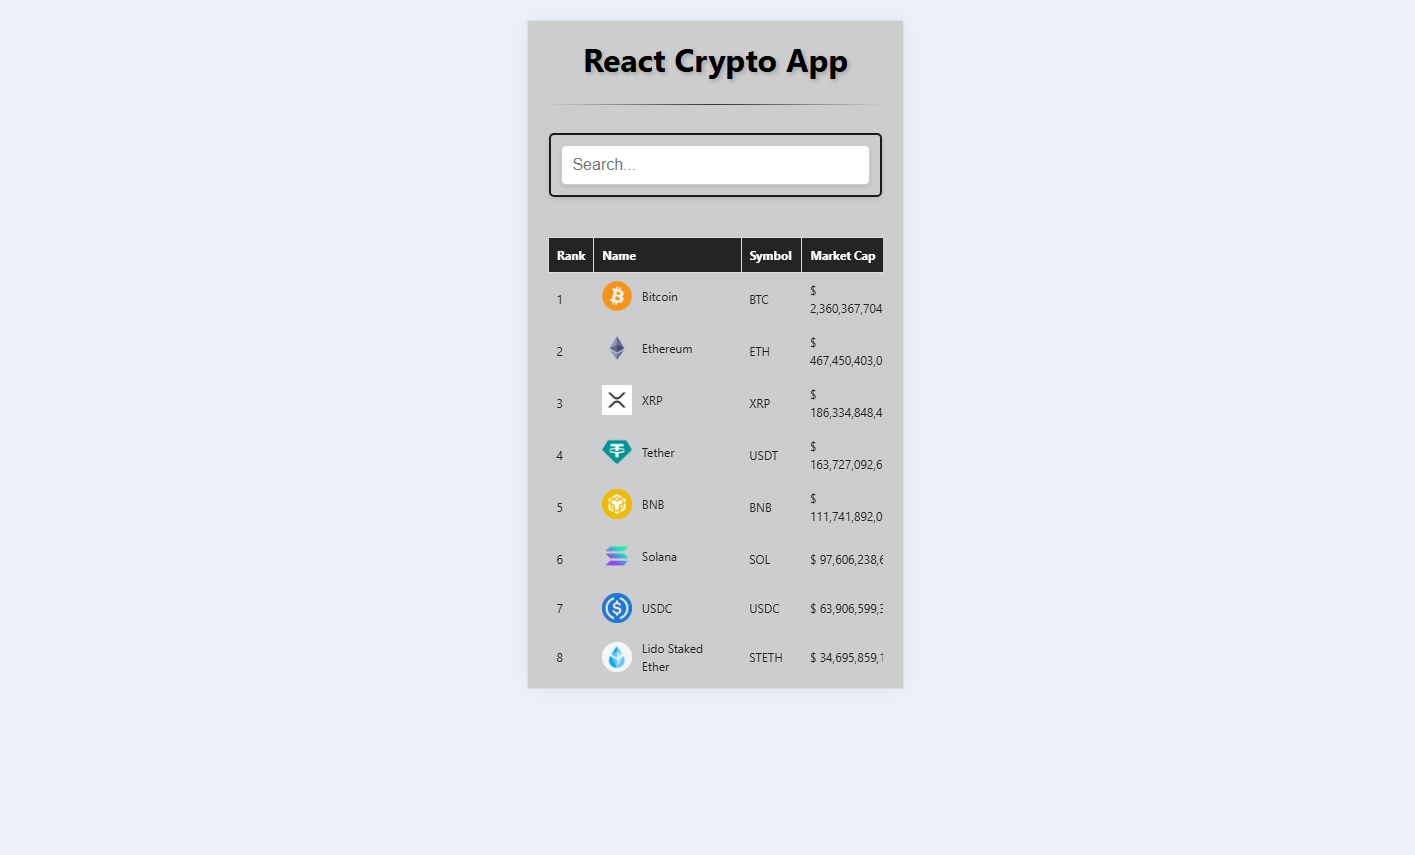 React Crypto App
Search...
Rank Name Symbol Market Cap
1 Bitcoin BTC $ 2,360,367,704,
2 Ethereum ETH $ 467,450,403,0
3 XRP XRP $ 186,334,848,4
4 Tether USDT $ 163,727,092,6
5 BNB BNB $ 111,741,892,0
6 Solana SOL $ 97,606,238,6
7 USDC USDC $ 63,906,599,3
8 Lido Staked Ether STETH $ 34,695,859,1